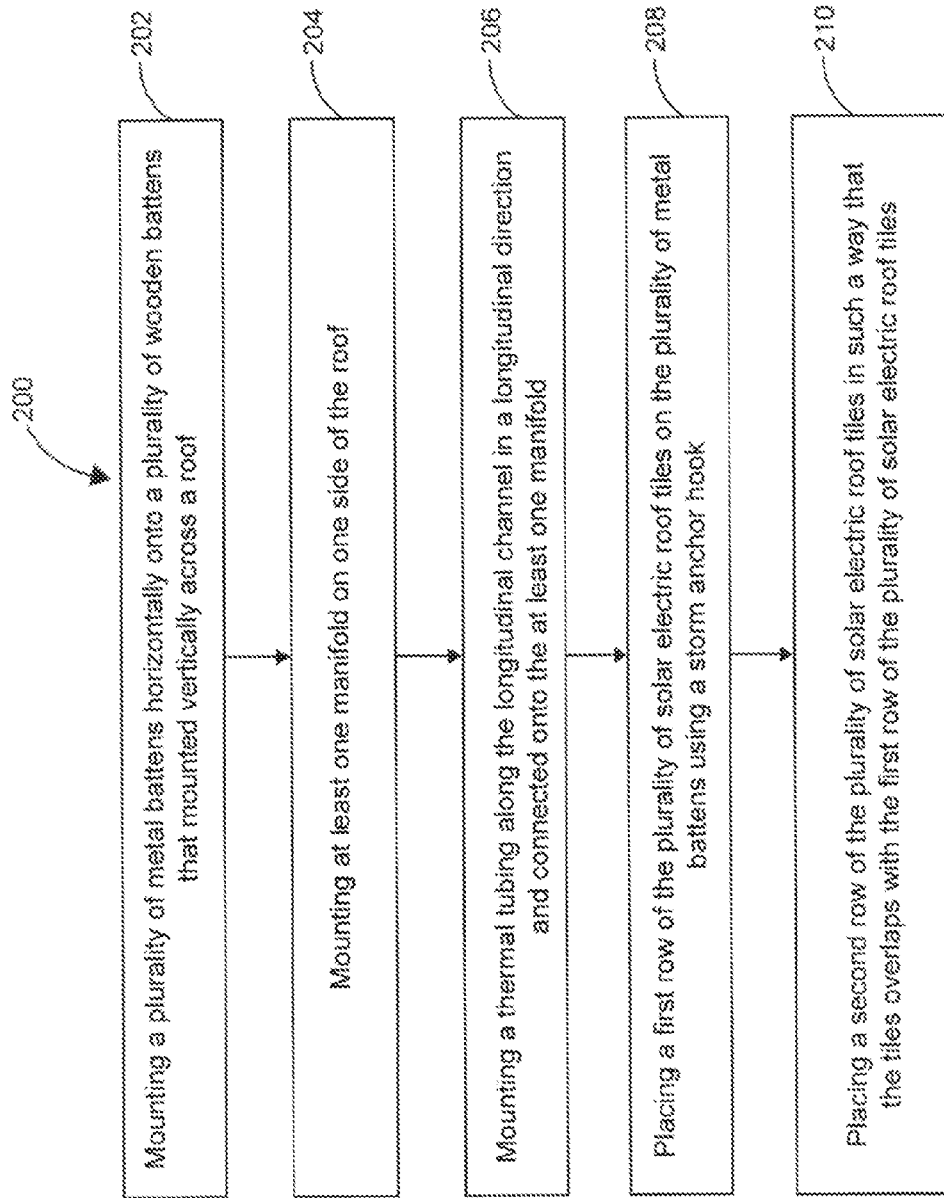 200
Mounting a plurality of metal battens horizontally onto a plurality of wooden battens
that mounted vertically across a roof
202
Mounting at least one manifold on one side of the roof
204
Mounting a thermal tubing along the longitudinal channel in a longitudinal direction
and connected onto the at least one manifold
206
Placing a first row of the plurality of solar electric roof tiles on the plurality of metal
battens using a storm anchor hook
208
Placing a second row of the plurality of solar electric roof tiles in such a way that
the tiles overlaps with the first row of the plurality of solar electric roof tiles
210